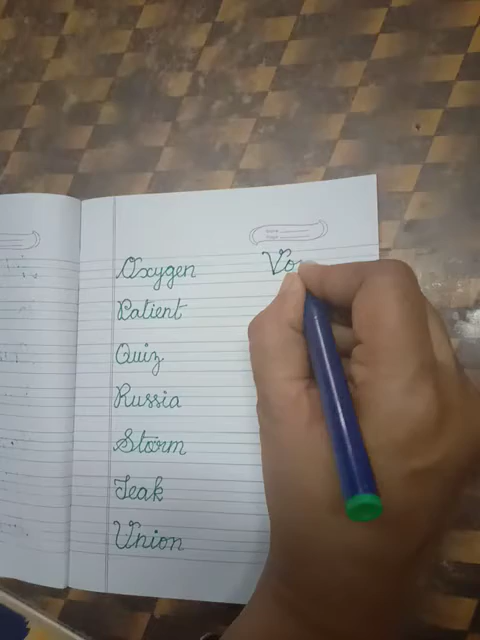 Oxygen
Patient
Quiz
Russia
Storm
Teak
Union